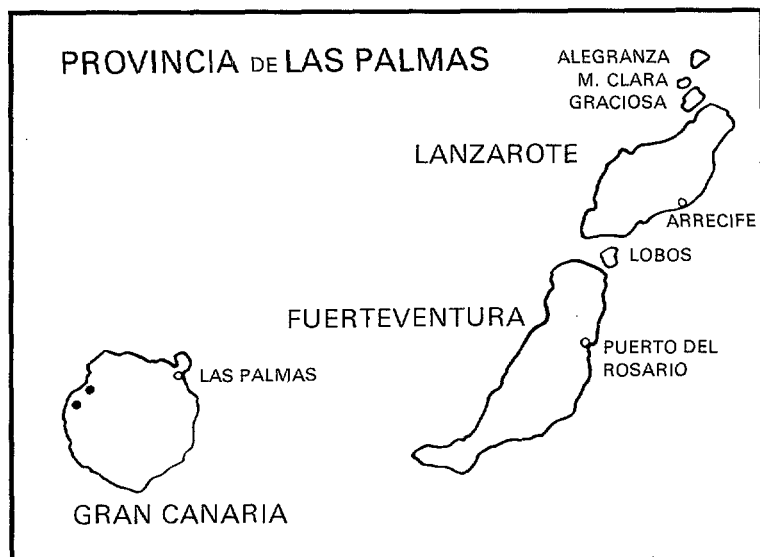 PROVINCIA DE LAS PALMAS
ALEGRANZA
M. CLARA
GRACIOSA
LANZAROTE
ARRECIFE
LOBOS
FUERTEVENTURA
PUERTO DEL
ROSARIO
LAS PALMAS
GRAN CANARIA